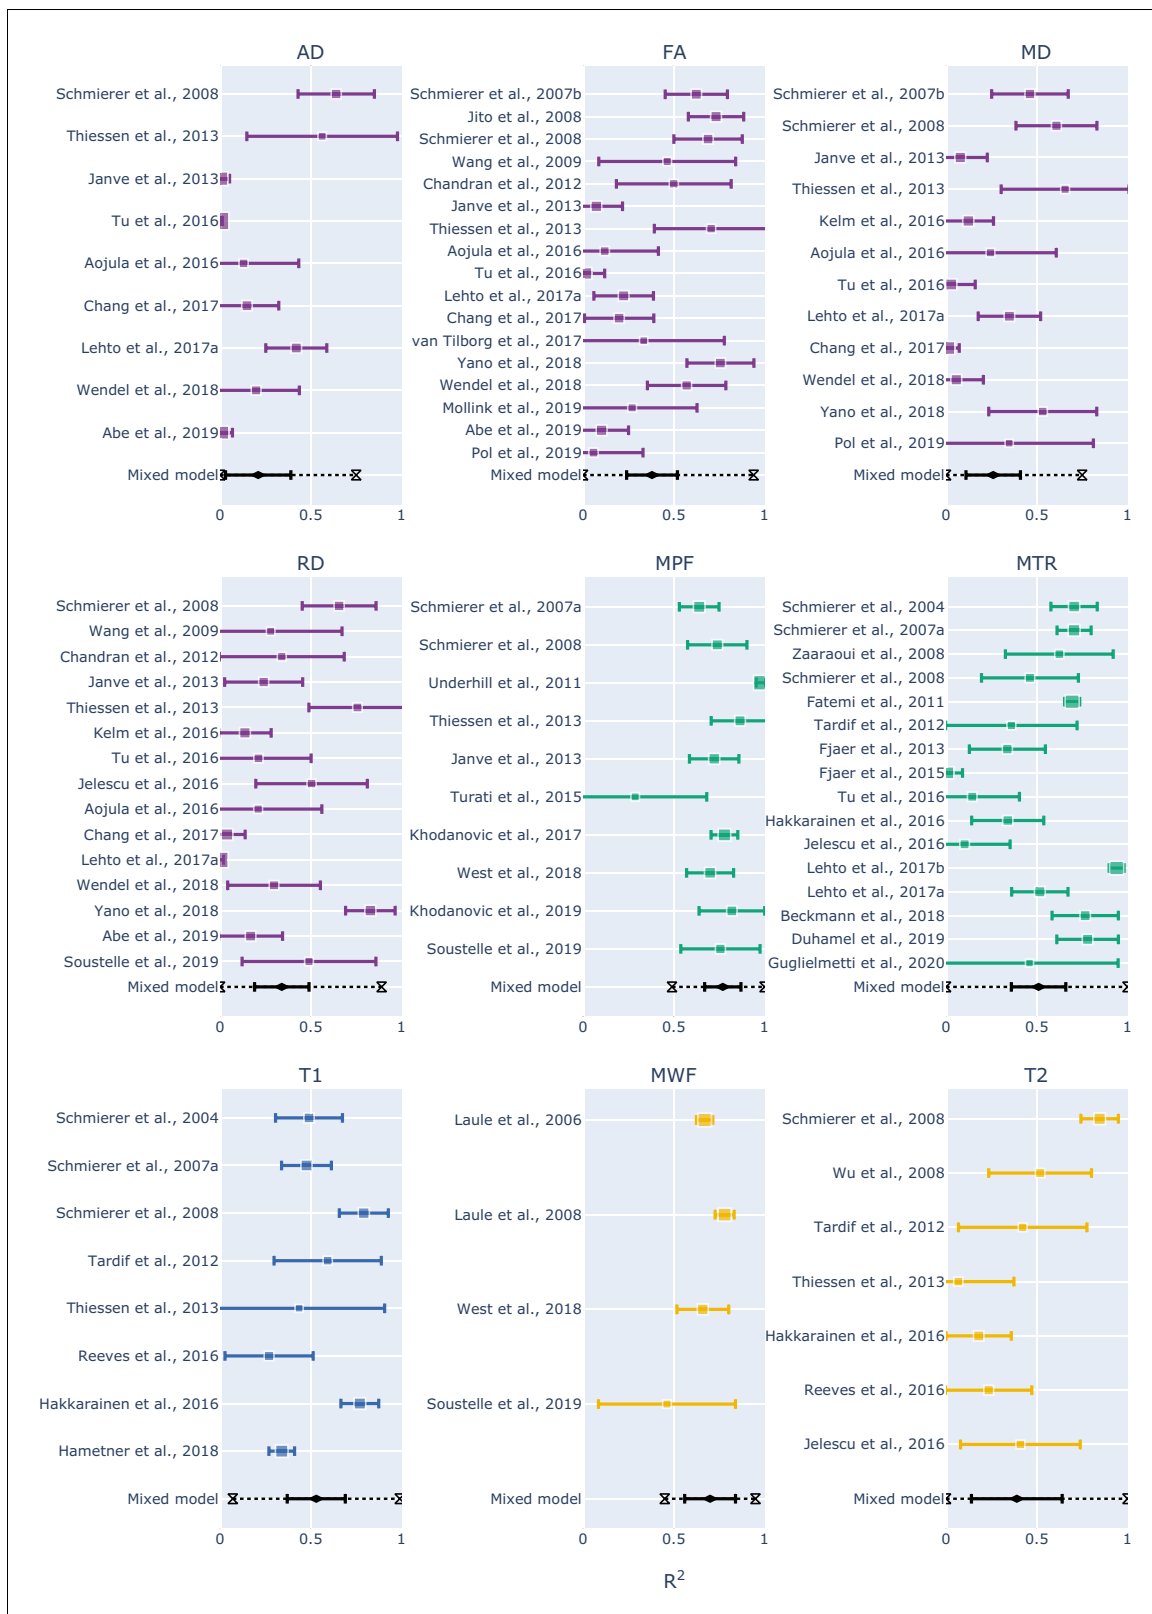 AD
Schmierer et al., 2008
Thiessen et al., 2013
Janve et al., 2013
Tu et al., 2016
Aojula et al., 2016
Chang et al., 2017
Lehto et al., 2017a
Wendel et al., 2018
Abe et al., 2019
Mixed model
0 0.5 1
FA
Schmierer et al., 2007b
Jito et al., 2008
Schmierer et al., 2008
Wang et al., 2009
Chandran et al., 2012
Janve et al., 2013
Thiessen et al., 2013
Aojula et al., 2016
Tu et al., 2016
Lehto et al., 2017a
Chang et al., 2017
van Tilborg et al., 2017
Yano et al., 2018
Wendel et al., 2018
Mollink et al., 2019
Abe et al., 2019
Pol et al., 2019
Mixed model
0 0.5 1
MD
Schmierer et al., 2007b
Schmierer et al., 2008
Janve et al., 2013
Thiessen et al., 2013
Kelm et al., 2016
Aojula et al., 2016
Tu et al., 2016
Lehto et al., 2017a
Chang et al., 2017
Wendel et al., 2018
Yano et al., 2018
Pol et al., 2019
Mixed model
0 0.5 1
RD
Schmierer et al., 2008
Wang et al., 2009
Chandran et al., 2012
Janve et al., 2013
Thiessen et al., 2013
Kelm et al., 2016
Tu et al., 2016
Jelescu et al., 2016
Aojula et al., 2016
Chang et al., 2017
Lehto et al., 2017a
Wendel et al., 2018
Yano et al., 2018
Abe et al., 2019
Soustelle et al., 2019
Mixed model
0 0.5 1
MPF
Schmierer et al., 2007a
Schmierer et al., 2008
Underhill et al., 2011
Thiessen et al., 2013
Janve et al., 2013
Turati et al., 2015
Khodanovic et al., 2017
West et al., 2018
Khodanovic et al., 2019
Soustelle et al., 2019
Mixed model
0 0.5 1
MTR
Schmierer et al., 2004
Schmierer et al., 2007a
Zaaraoui et al., 2008
Schmierer et al., 2008
Fatemi et al., 2011
Tardif et al., 2012
Fjaer et al., 2013
Fjaer et al., 2015
Tu et al., 2016
Hakkarainen et al., 2016
Jelescu et al., 2016
Lehto et al., 2017b
Lehto et al., 2017a
Beckmann et al., 2018
Duhamel et al., 2019
Guglielmetti et al., 2020
Mixed model
0 0.5 1
T1
Schmierer et al., 2004
Schmierer et al., 2007a
Schmierer et al., 2008
Tardif et al., 2012
Thiessen et al., 2013
Reeves et al., 2016
Hakkarainen et al., 2016
Hametner et al., 2018
Mixed model
0 0.5 1
MWF
Laule et al., 2006
Laule et al., 2008
West et al., 2018
Soustelle et al., 2019
Mixed model
0 0.5 1
T2
Schmierer et al., 2008
Wu et al., 2008
Tardif et al., 2012
Thiessen et al., 2013
Hakkarainen et al., 2016
Reeves et al., 2016
Jelescu et al., 2016
Mixed model
0 0.5 1
R²